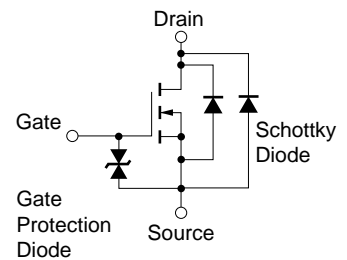 Drain
Gate
Schottky
Diode
Gate
Protection
Diode
Source